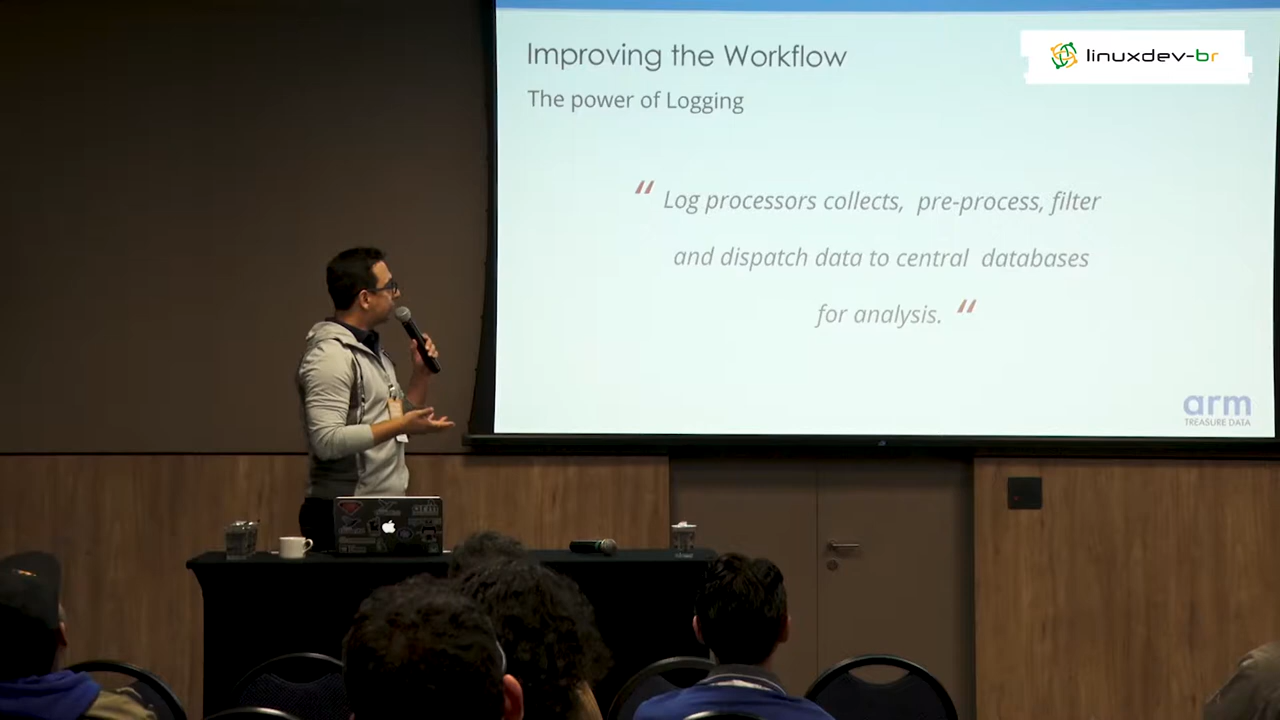 Improving the Workflow
linuxdev-br
The power of Logging
“ Log processors collects, pre-process, filter
and dispatch data to central databases
for analysis. “
arm
TREASURE DATA